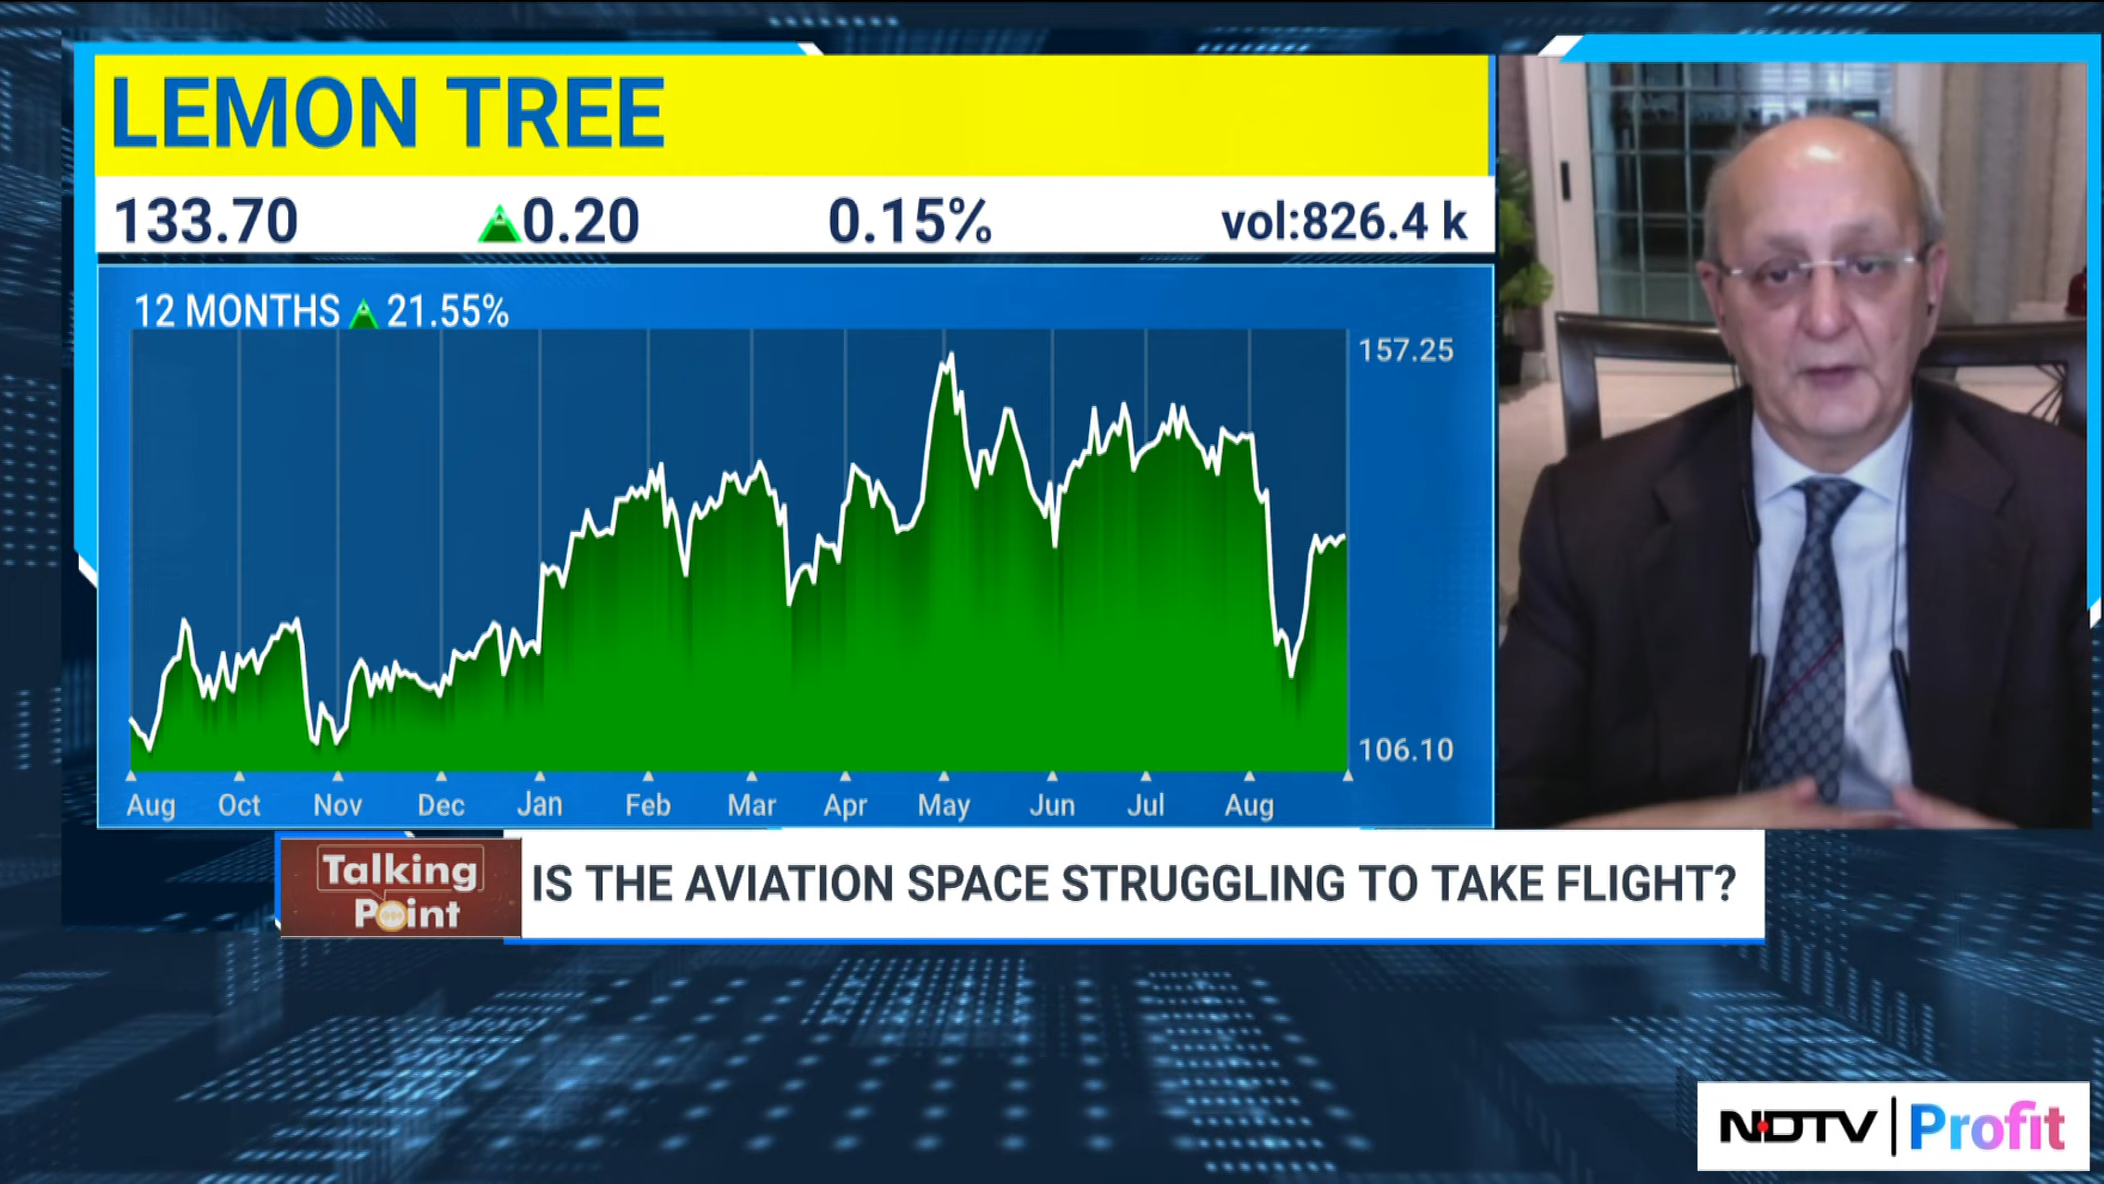 LEMON TREE
133.70 0.20 0.15% vol:826.4 k
12 MONTHS 21.55%
157.25
106.10
Aug Oct Nov Dec Jan Feb Mar Apr May Jun Jul Aug
Talking
Point
IS THE AVIATION SPACE STRUGGLING TO TAKE FLIGHT?
NDTV Profit